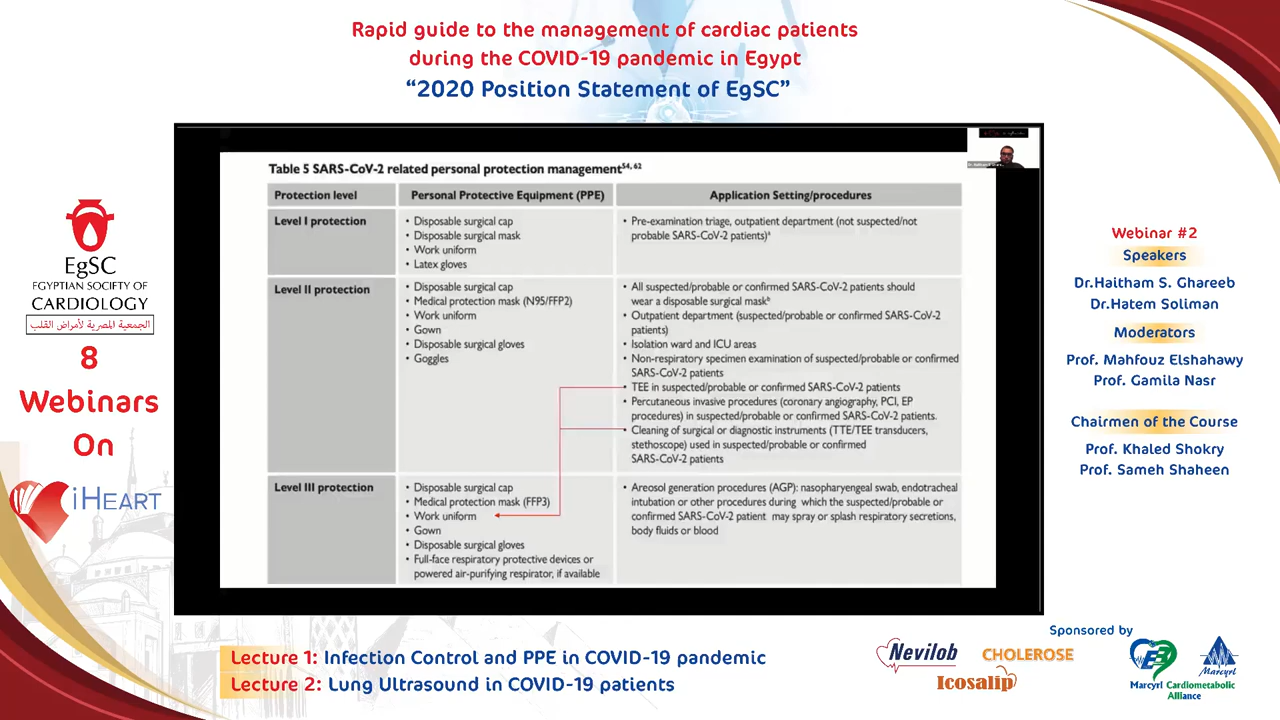 Rapid guide to the management of cardiac patients
during the COVID-19 pandemic in Egypt
“2020 Position Statement of EgSC”
EgSC
EGYPTIAN SOCIETY OF
CARDIOLOGY
الجمعية المصرية لأمراض القلب
8
Webinars
On
iHEART
Table 5 SARS-CoV-2 related personal protection management54, 62
Protection level
Personal Protective Equipment (PPE)
Application Setting/procedures
Level I protection
• Disposable surgical cap
• Disposable surgical mask
• Work uniform
• Latex gloves
• Pre-examination triage, outpatient department (not suspected/not
probable SARS-CoV-2 patients)a
Level II protection
• Disposable surgical cap
• Medical protection mask (N95/FFP2)
• Work uniform
• Gown
• Disposable surgical gloves
• Goggles
• All suspected/probable or confirmed SARS-CoV-2 patients should
wear a disposable surgical maskb
• Outpatient department (suspected/probable or confirmed SARS-CoV-2
patients)
• Isolation ward and ICU areas
• Non-respiratory specimen examination of suspected/probable or confirmed
SARS-CoV-2 patients
• TEE in suspected/probable or confirmed SARS-CoV-2 patients
• Percutaneous invasive procedures (coronary angiography, PCI, EP
procedures) in suspected/probable or confirmed SARS-CoV-2 patients.
• Cleaning of surgical or diagnostic instruments (TTE/TEE transducers,
stethoscope) used in suspected/probable or confirmed
SARS-CoV-2 patients
Level III protection
• Disposable surgical cap
• Medical protection mask (FFP3)
• Work uniform
• Gown
• Disposable surgical gloves
• Full-face respiratory protective devices or
powered air-purifying respirator, if available
• Areosol generation procedures (AGP): nasopharyngeal swab, endotracheal
intubation or other procedures during which the suspected/probable or
confirmed SARS-CoV-2 patient may spray or splash respiratory secretions,
body fluids or blood
Webinar #2
Speakers
Dr.Haitham S. Ghareeb
Dr.Hatem Soliman
Moderators
Prof. Mahfouz Elshahawy
Prof. Gamila Nasr
Chairmen of the Course
Prof. Khaled Shokry
Prof. Sameh Shaheen
Lecture 1: Infection Control and PPE in COVID-19 pandemic
Lecture 2: Lung Ultrasound in COVID-19 patients
Sponsored by
Nevilob
CHOLEROSE
Icosalip
Marcyrl Cardiometabolic
Alliance
Marcyrl